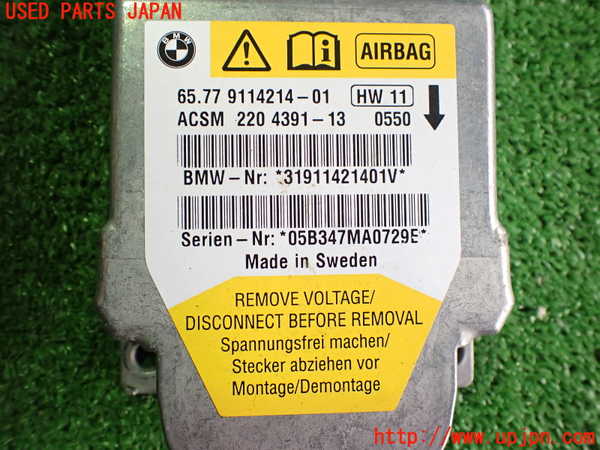 USED PARTS JAPAN
BMW
AIRBAG
65.77 9114214-01 HW 11
ACSM 220 4391-13 0550
BMW-Nr: *31911421401V*
Serien-Nr: *05B347MA0729E*
Made in Sweden
REMOVE VOLTAGE/
DISCONNECT BEFORE REMOVAL
Spannungsfrei machen/
Stecker abziehen vor
Montage/Demontage
http://www.upjpn.com